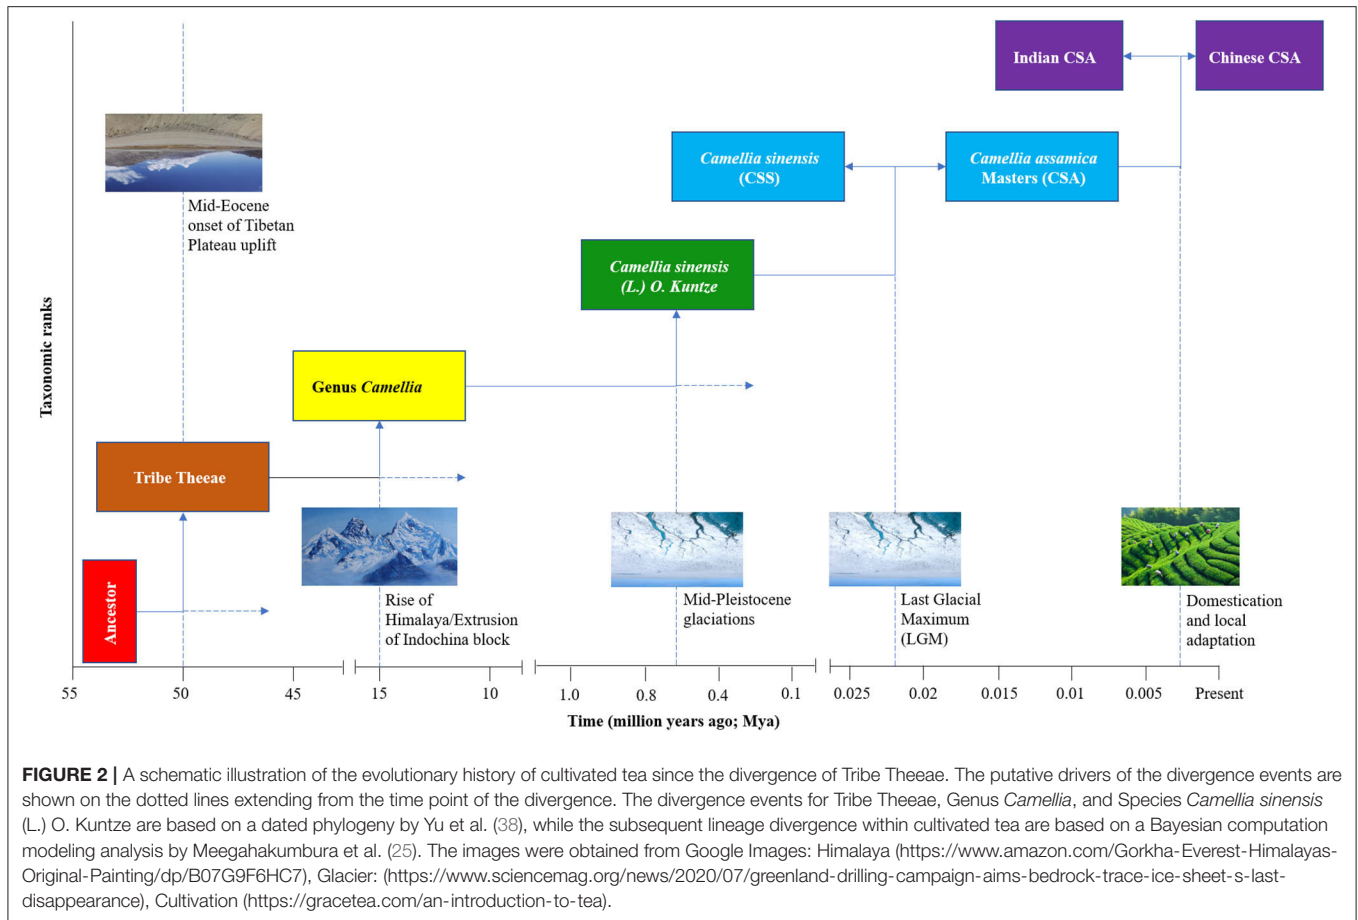 Indian CSA
Chinese CSA
Camellia sinensis
(CSS)
Camellia assamica
Masters (CSA)
Mid-Eocene
onset of Tibetan
Plateau uplift
Camellia sinensis
(L.) O. Kuntze
Taxonomic ranks
Genus Camellia
Tribe Theeae
Ancestor
Rise of
Himalaya/Extrusion
of Indochina block
Mid-Pleistocene
glaciations
Last Glacial
Maximum
(LGM)
Domestication
and local
adaptation
55 50 45 15 10 1.0 0.8 0.4 0.1 0.025 0.02 0.015 0.01 0.005 Present
Time (million years ago; Mya)
FIGURE 2 | A schematic illustration of the evolutionary history of cultivated tea since the divergence of Tribe Theeae. The putative drivers of the divergence events are
shown on the dotted lines extending from the time point of the divergence. The divergence events for Tribe Theeae, Genus Camellia, and Species Camellia sinensis
(L.) O. Kuntze are based on a dated phylogeny by Yu et al. (38), while the subsequent lineage divergence within cultivated tea are based on a Bayesian computation
modeling analysis by Meegahakumbura et al. (25). The images were obtained from Google Images: Himalaya (https://www.amazon.com/Gorkha-Everest-Himalayas-
Original-Painting/dp/B07G9F6HC7), Glacier: (https://www.sciencemag.org/news/2020/07/greenland-drilling-campaign-aims-bedrock-trace-ice-sheet-s-last-
disappearance), Cultivation (https://gracetea.com/an-introduction-to-tea).